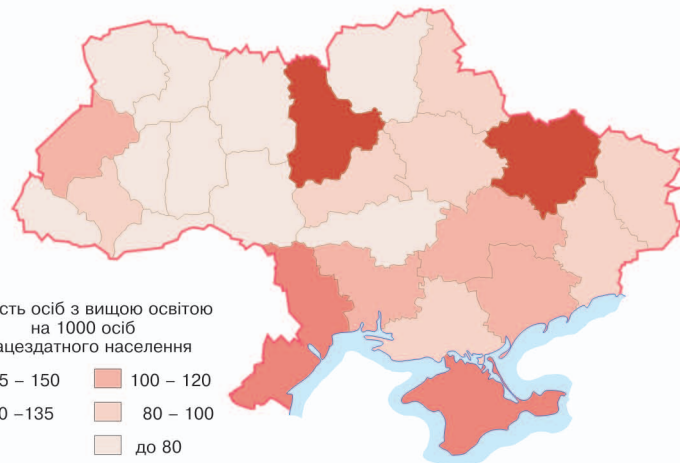 сть осіб з вищою освітою
на 1000 осіб
ацездатного населення
5 – 150 100 – 120
0 –135 80 – 100
до 80